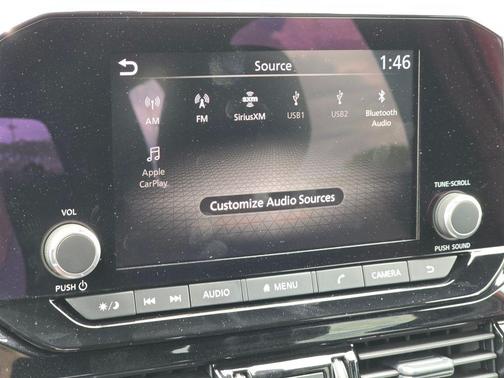 Source
1:46
AM
FM
sxm
SiriusXM
USB1
USB2
Bluetooth
Audio
Apple
CarPlay
Customize Audio Sources
VOL
PUSH
TUNE-SCROLL
PUSH SOUND
AUDIO
MENU
CAMERA